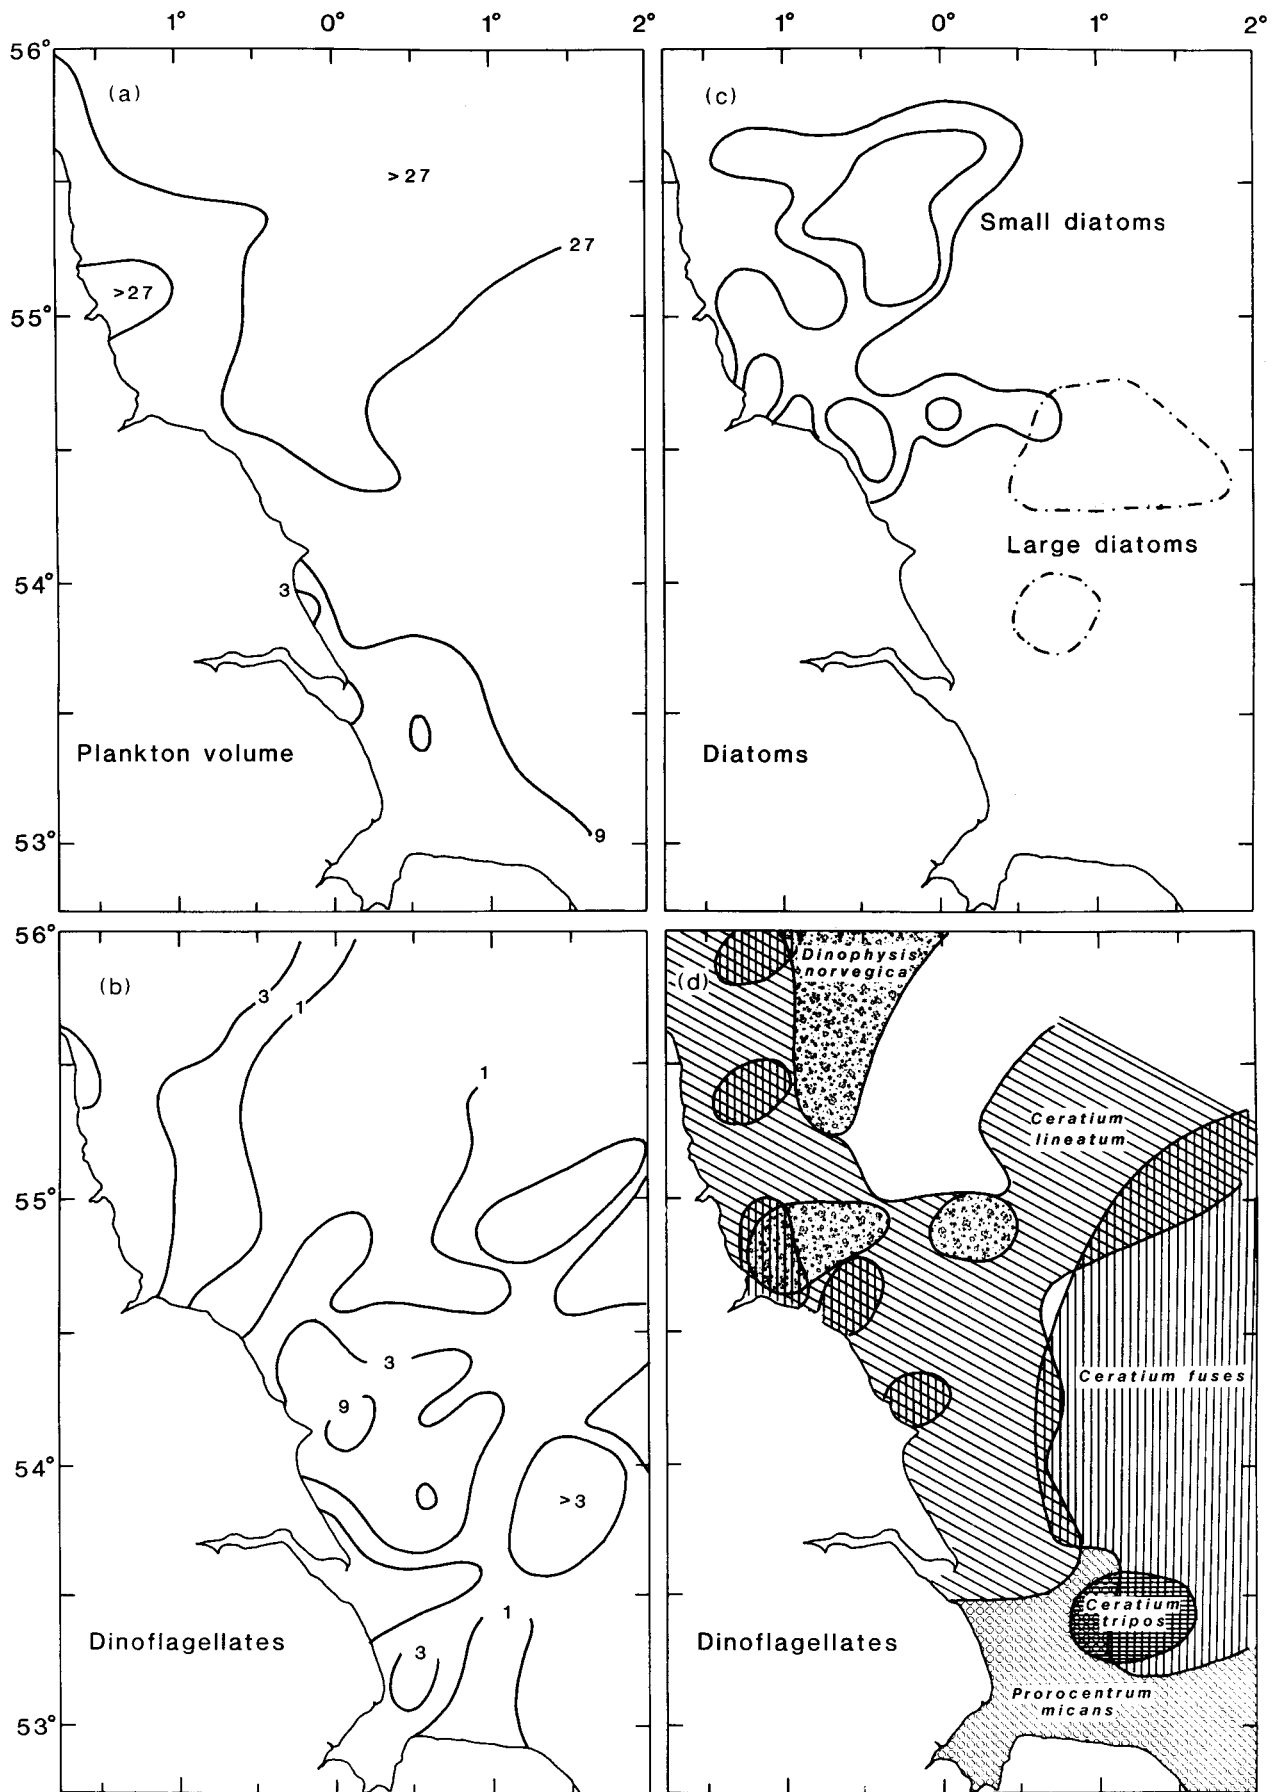 1° 0° 1° 2° 1° 0° 1° 2°
56°
(a)
(c)
>27
Small diatoms
27
>27
55°
Large diatoms
54°
3
Plankton volume
Diatoms
53°
9
56°
(b)
(d)
Dinophysis
norvegica
3
1
1
Ceratium
lineatum
55°
3
Ceratium fuses
9
54°
>3
Ceratium
tripos
1
Dinoflagellates
Dinoflagellates
3
Prorocentrum
micans
53°